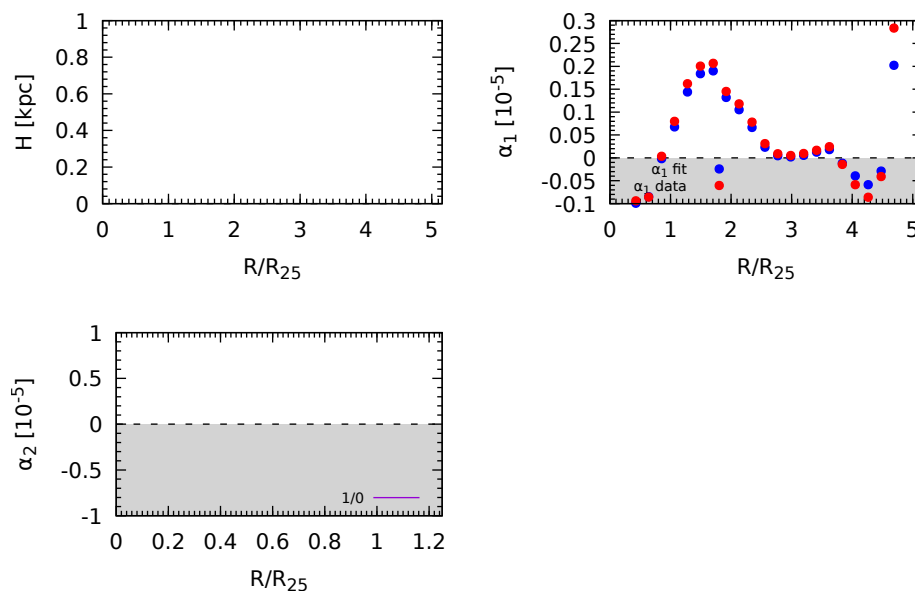 1
0.8
0.6
0.4
0.2
0
H [kpc]
0 1 2 3 4 5
R/R25
0.3
0.25
0.2
0.15
0.1
0.05
0
-0.05
-0.1
α1 [10-5]
α1 fit
α1 data
0 1 2 3 4 5
R/R25
1
0.5
0
-0.5
-1
α2 [10-5]
1/0
0 0.2 0.4 0.6 0.8 1 1.2
R/R25